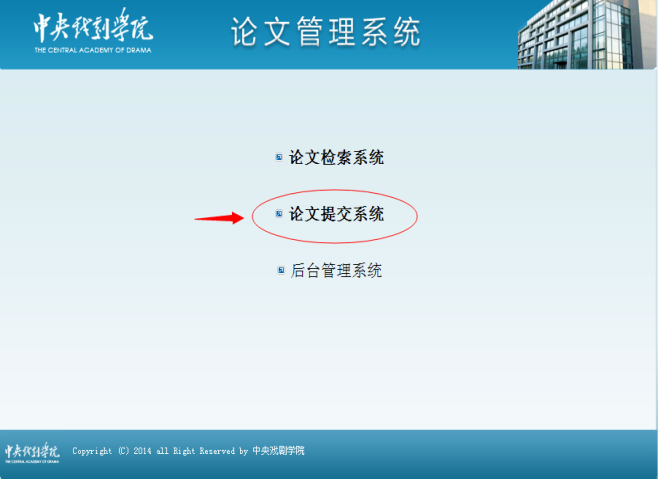 中央戏剧学院
THE CENTRAL ACADEMY OF DRAMA
论文管理系统
论文检索系统
论文提交系统
后台管理系统
中央戏剧学院
THE CENTRAL ACADEMY OF DRAMA
Copyright (C) 2014 all Right Reserved by 中央戏剧学院